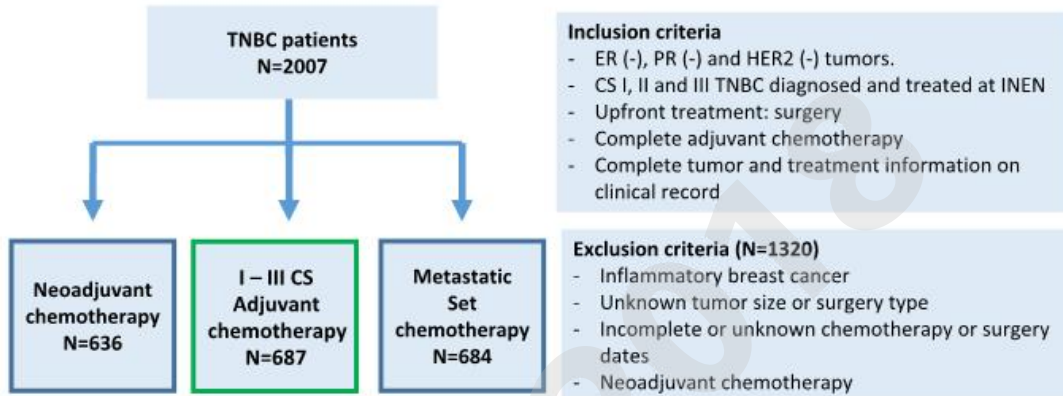 TNBC patients
N=2007
Neoadjuvant
chemotherapy
N=636
I – III CS
Adjuvant
chemotherapy
N=687
Metastatic
Set
chemotherapy
N=684
Inclusion criteria
- ER (-), PR (-) and HER2 (-) tumors.
- CS I, II and III TNBC diagnosed and treated at INEN
- Upfront treatment: surgery
- Complete adjuvant chemotherapy
- Complete tumor and treatment information on
clinical record
Exclusion criteria (N=1320)
- Inflammatory breast cancer
- Unknown tumor size or surgery type
- Incomplete or unknown chemotherapy or surgery
dates
- Neoadjuvant chemotherapy
2018